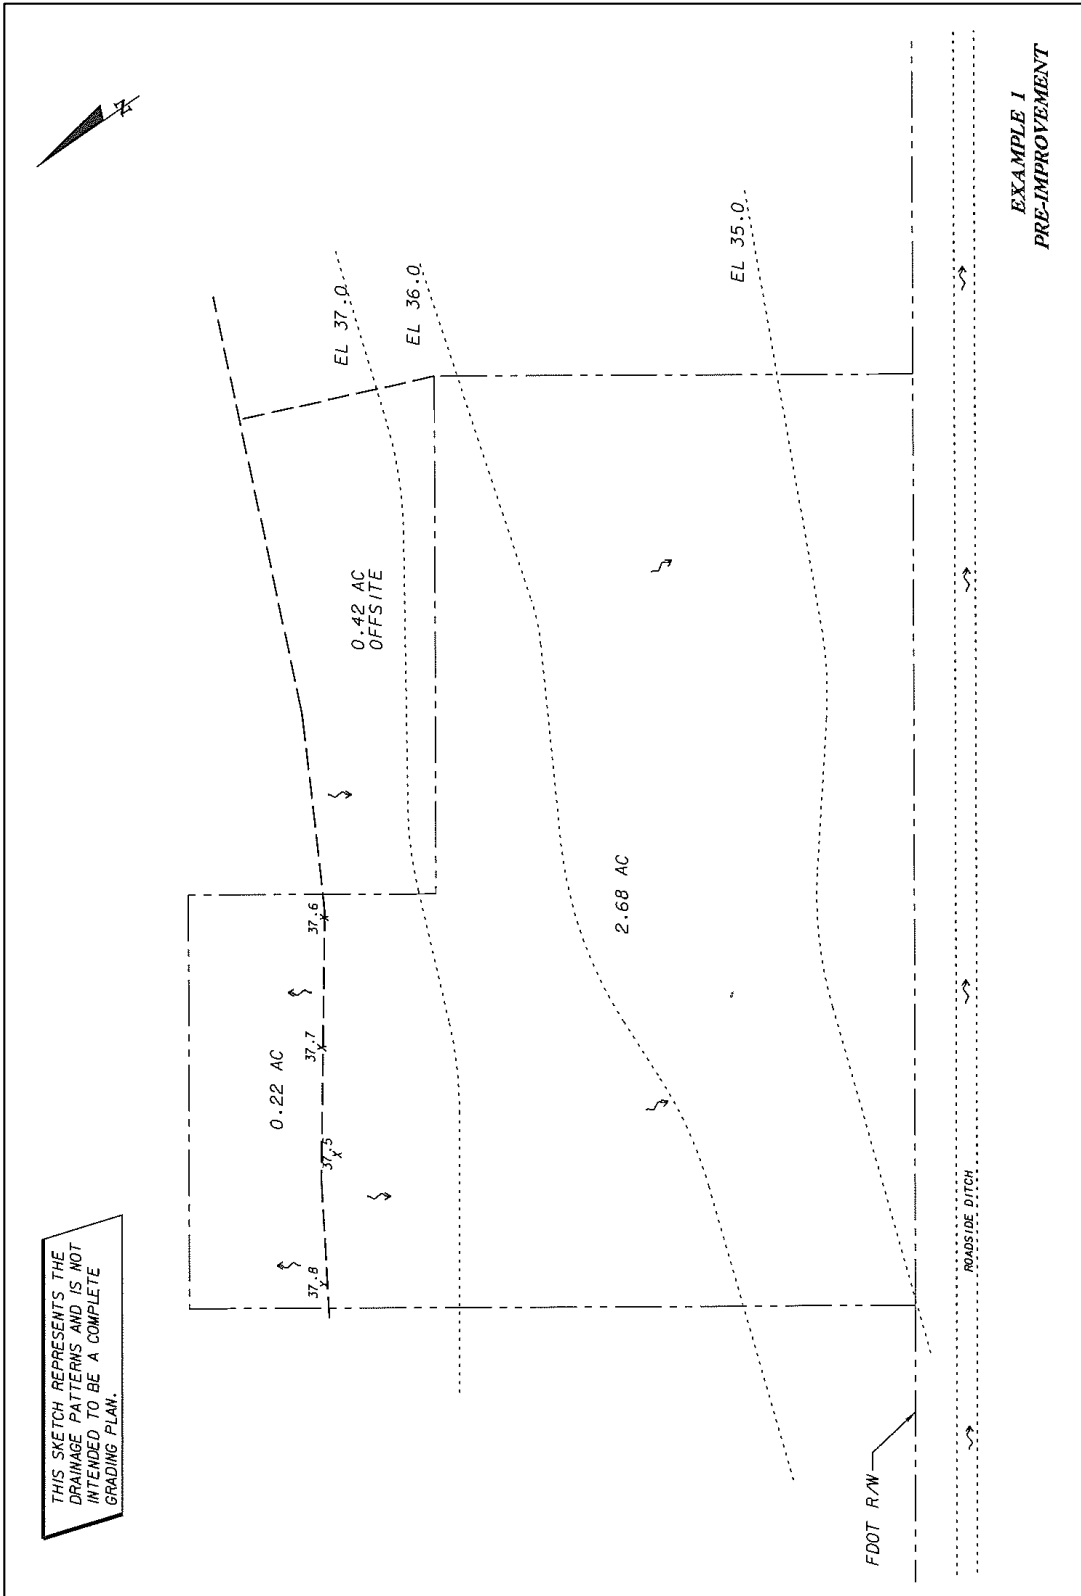 THIS SKETCH REPRESENTS THE
DRAINAGE PATTERNS AND IS NOT
INTENDED TO BE A COMPLETE
GRADING PLAN.
N
EL 37.0
EL 36.0
EL 35.0
0.42 AC
OFFSITE
0.22 AC
37.8
37.5
37.7
37.6
2.68 AC
FDOT R/W
ROADSIDE DITCH
EXAMPLE 1
PRE-IMPROVEMENT